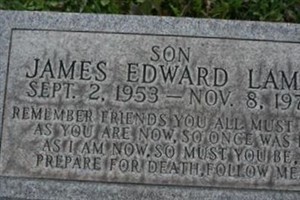 SON
JAMES EDWARD LAM
SEPT. 2, 1953 — NOV. 8, 197
REMEMBER FRIENDS YOU ALL MUST
AS YOU ARE NOW, SO ONCE WAS
AS I AM NOW, SO MUST YOU BE,
PREPARE FOR DEATH, FOLLOW ME